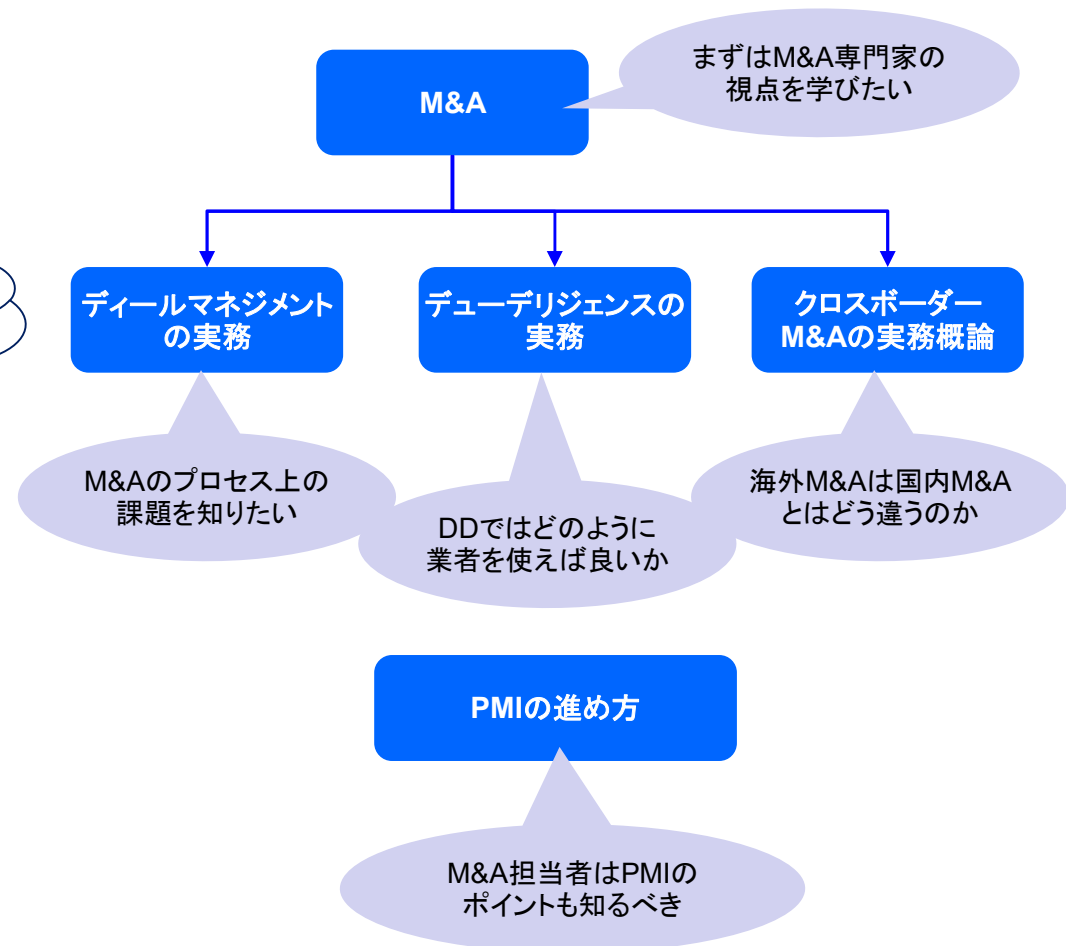 まずはM&A専門家の
視点を学びたい
M&A
ディールマネジメント
の実務
デューデリジェンスの
実務
クロスボーダー
M&Aの実務概論
M&Aのプロセス上の
課題を知りたい
DDではどのように
業者を使えば良いか
海外M&Aは国内M&A
とはどう違うのか
PMIの進め方
M&A担当者はPMIの
ポイントも知るべき